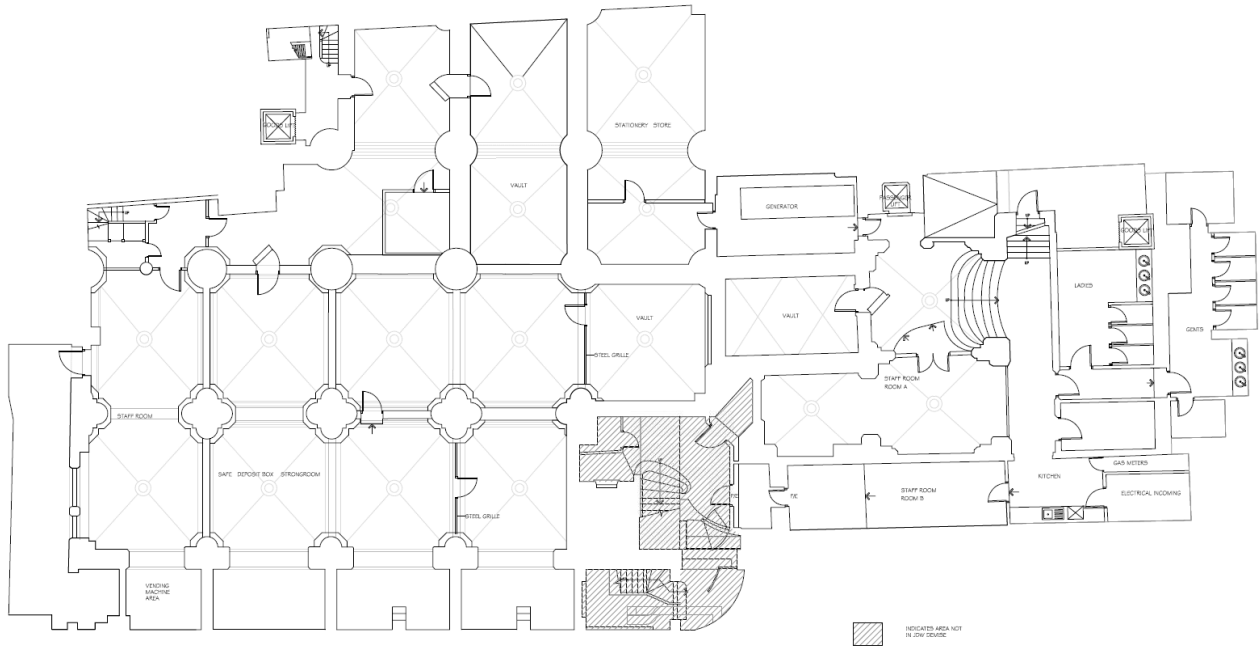 GOODS LIFT
STATIONERY STORE
VAULT
GENERATOR
PASSENGER
LIFT
GOODS LIFT
LADIES
GENTS
VAULT
VAULT
STEEL GRILLE
STAFF ROOM
ROOM A
STAFF ROOM
SAFE DEPOSIT BOX STRONGROOM
STEEL GRILLE
F/E
F/E
STAFF ROOM
ROOM B
KITCHEN
GAS METERS
ELECTRICAL INCOMING
VENDING
MACHINE
AREA
INDICATES AREA NOT
IN JDW DEMISE